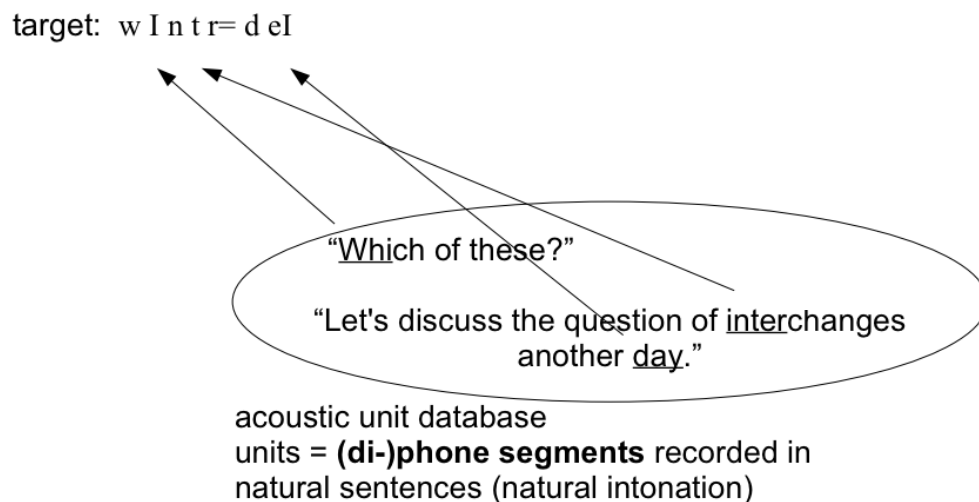 target: w I n t r= d eI
“Which of these?”
“Let's discuss the question of interchanges
another day.”
acoustic unit database
units = (di-)phone segments recorded in
natural sentences (natural intonation)